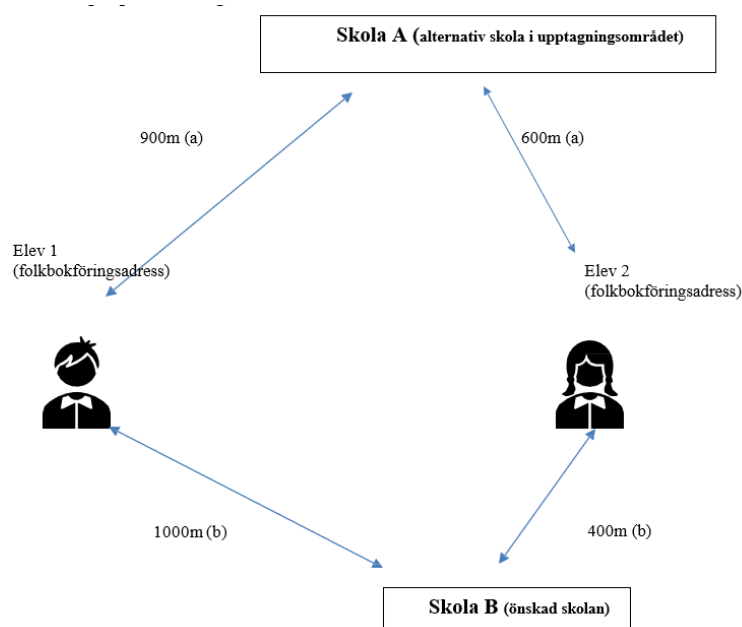 Skola A (alternativ skola i upptagningsområdet)
900m (a)
600m (a)
Elev 1
(folkbokföringsadress)
Elev 2
(folkbokföringsadress)
1000m (b)
400m (b)
Skola B (önskad skolan)